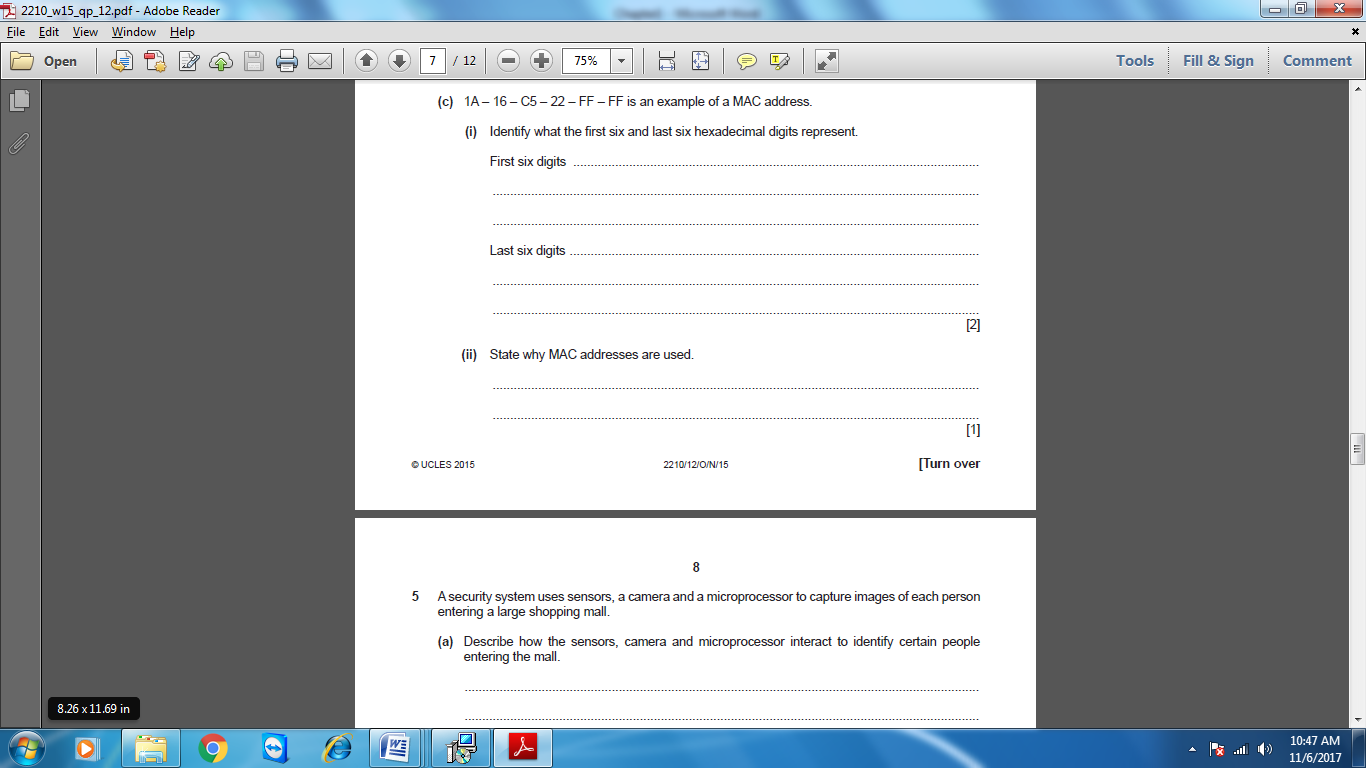 2210_w15_qp_12.pdf - Adobe Reader
File Edit View Window Help
Open 7 / 12 75% Tools Fill & Sign Comment
(c) 1A – 16 – C5 – 22 – FF – FF is an example of a MAC address.
(i) Identify what the first six and last six hexadecimal digits represent.
First six digits ....................
....................
....................
Last six digits ....................
....................
....................
[2]
(ii) State why MAC addresses are used.
....................
....................
[1]
© UCLES 2015 2210/12/O/N/15 [Turn over
8
5 A security system uses sensors, a camera and a microprocessor to capture images of each person
entering a large shopping mall.
(a) Describe how the sensors, camera and microprocessor interact to identify certain people
entering the mall.
....................
....................
8.26 x 11.69 in
10:47 AM
11/6/2017